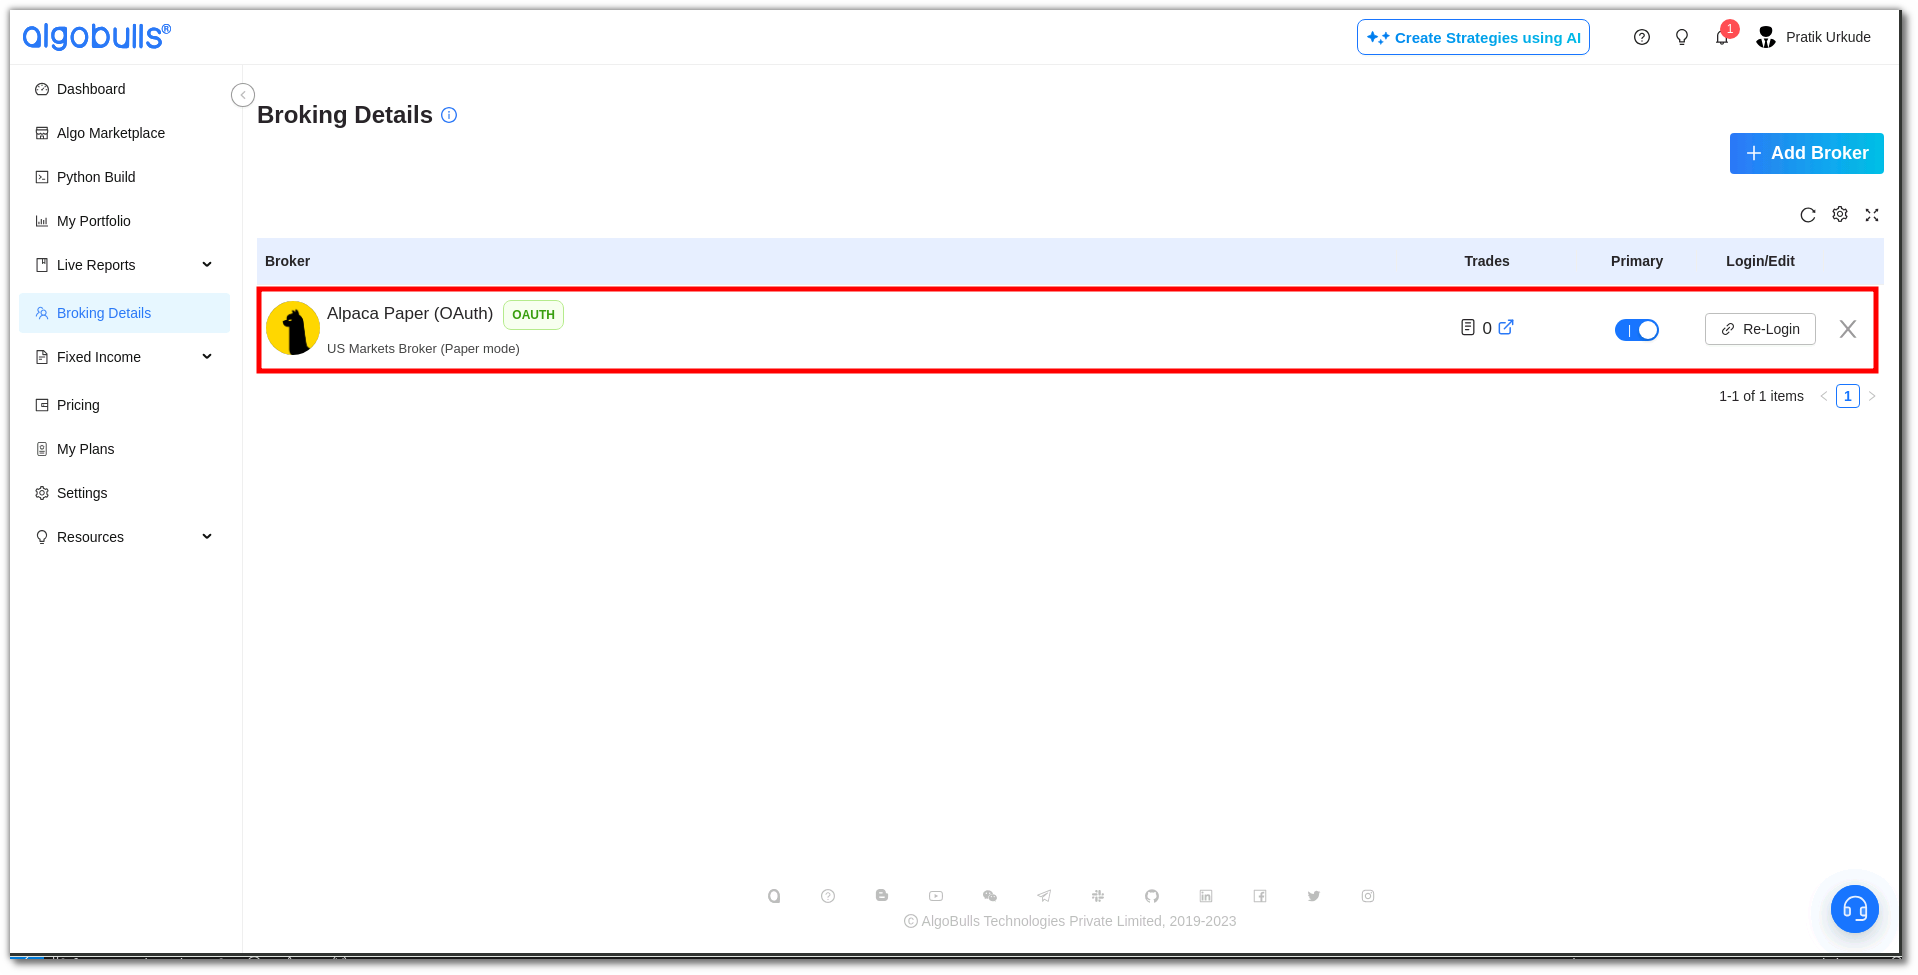 algobulls®
Create Strategies using AI
1
Pratik Urkude
Dashboard
Algo Marketplace
Python Build
My Portfolio
Live Reports
Broking Details
Fixed Income
Pricing
My Plans
Settings
Resources
Broking Details
Add Broker
Broker Trades Primary Login/Edit
Alpaca Paper (OAuth) OAUTH
US Markets Broker (Paper mode)
0
Re-Login
1-1 of 1 items
1
© AlgoBulls Technologies Private Limited, 2019-2023